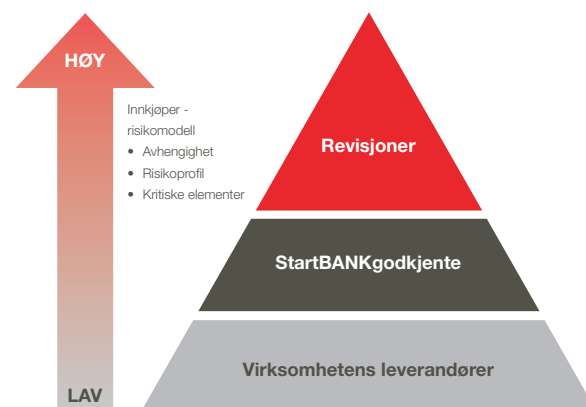 HØY
Innkjøper -
risikomodell
• Avhengighet
• Risikoprofil
• Kritiske elementer
Revisjoner
StartBANKgodkjente
Virksomhetens leverandører
LAV